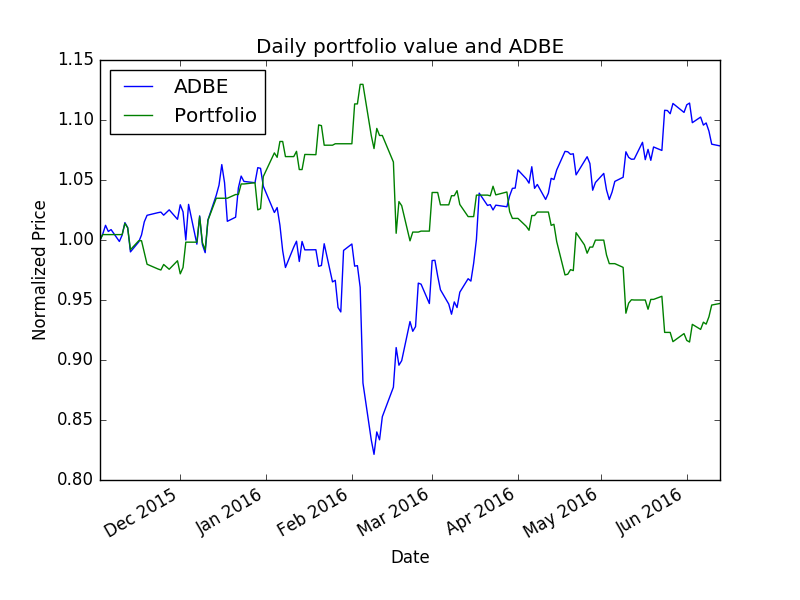 Daily portfolio value and ADBE
ADBE
Portfolio
1.15
1.10
1.05
1.00
0.95
0.90
0.85
0.80
Normalized Price
Dec 2015
Jan 2016
Feb 2016
Mar 2016
Apr 2016
May 2016
Jun 2016
Date